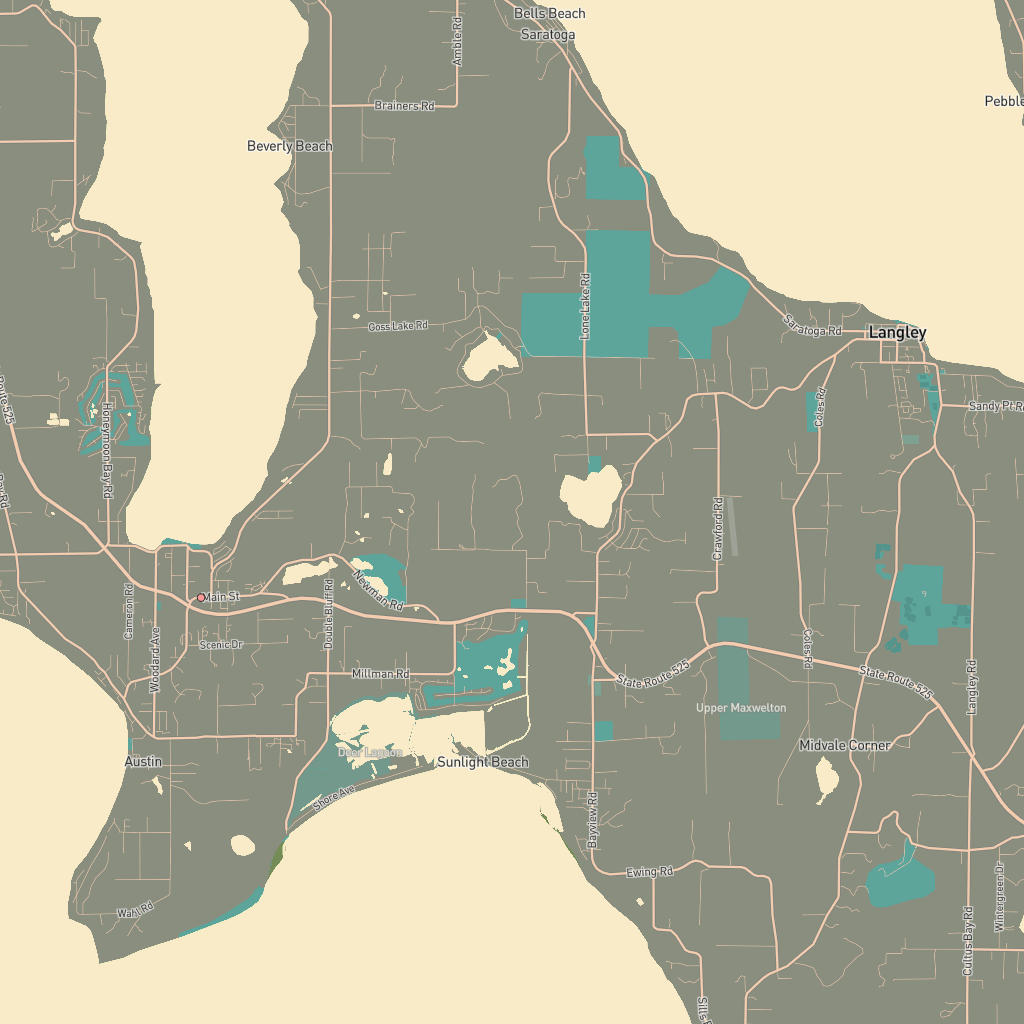 Bells Beach
Saratoga
Amble Rd
Brainers Rd
Pebble
Beverly Beach
Lone Lake Rd
Goss Lake Rd
Saratoga Rd
Langley
Route 525
Honeymoon Bay Rd
Coles Rd
Sandy Pt Rd
Bay Rd
Crawford Rd
Newman Rd
Double Bluff Rd
Main St
Cameron Rd
Woodard Ave
Scenic Dr
Millman Rd
State Route 525
Coles Rd
State Route 525
Langley Rd
Upper Maxwelton
Midvale Corner
Deer Lagoon
Austin
Sunlight Beach
Shore Ave
Bayview Rd
Ewing Rd
Wahl Rd
Wintergreen Dr
Cultus Bay Rd
Sills R